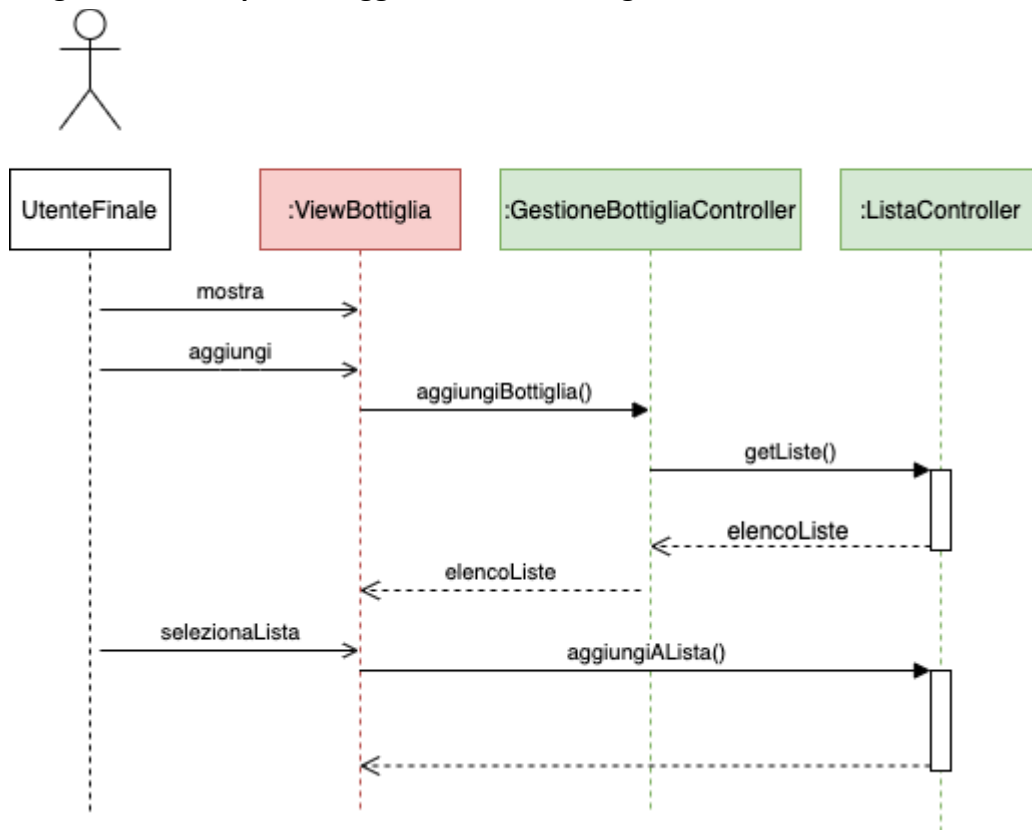 UtenteFinale
:ViewBottiglia
:GestioneBottigliaController
:ListaController
mostra
aggiungi
aggiungiBottiglia()
getListe()
elencoListe
elencoListe
selezionaLista
aggiungiALista()